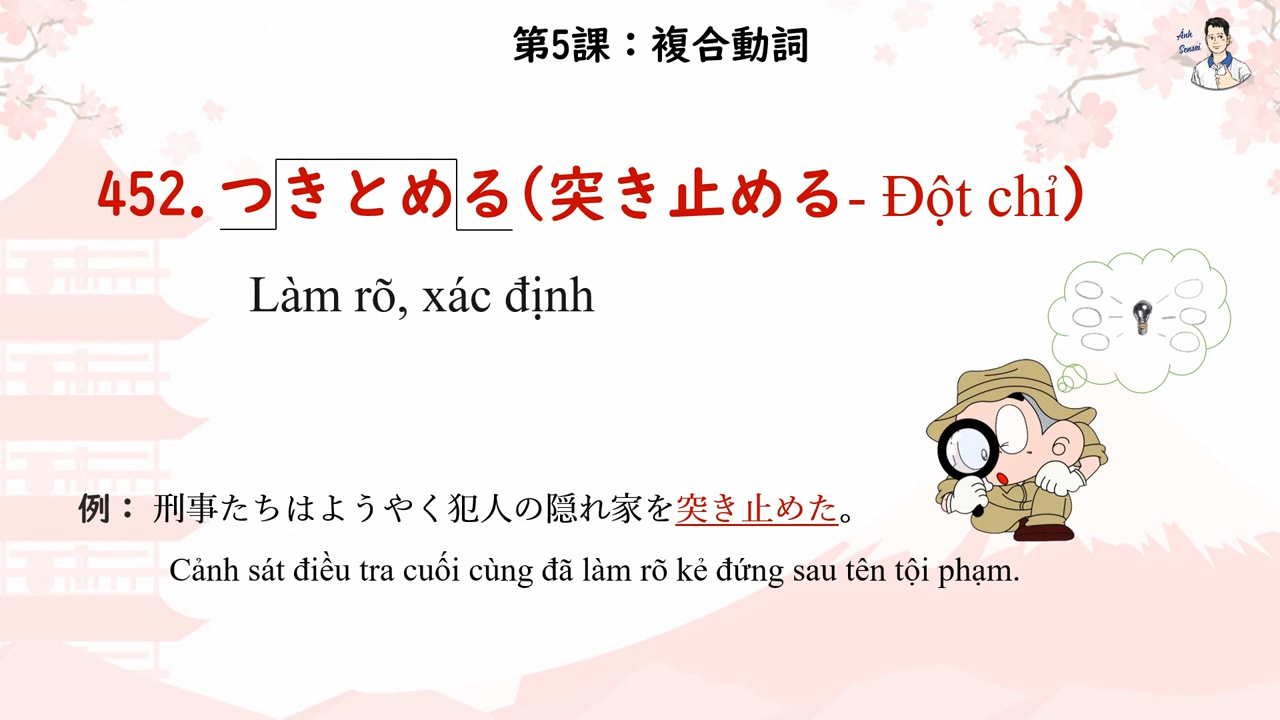 第5課：複合動詞
Ánh
Sensei
452. つきとめる(突き止める- Đột chỉ)
Làm rõ, xác định
例： 刑事たちはようやく犯人の隠れ家を突き止めた。
Cảnh sát điều tra cuối cùng đã làm rõ kẻ đứng sau tên tội phạm.